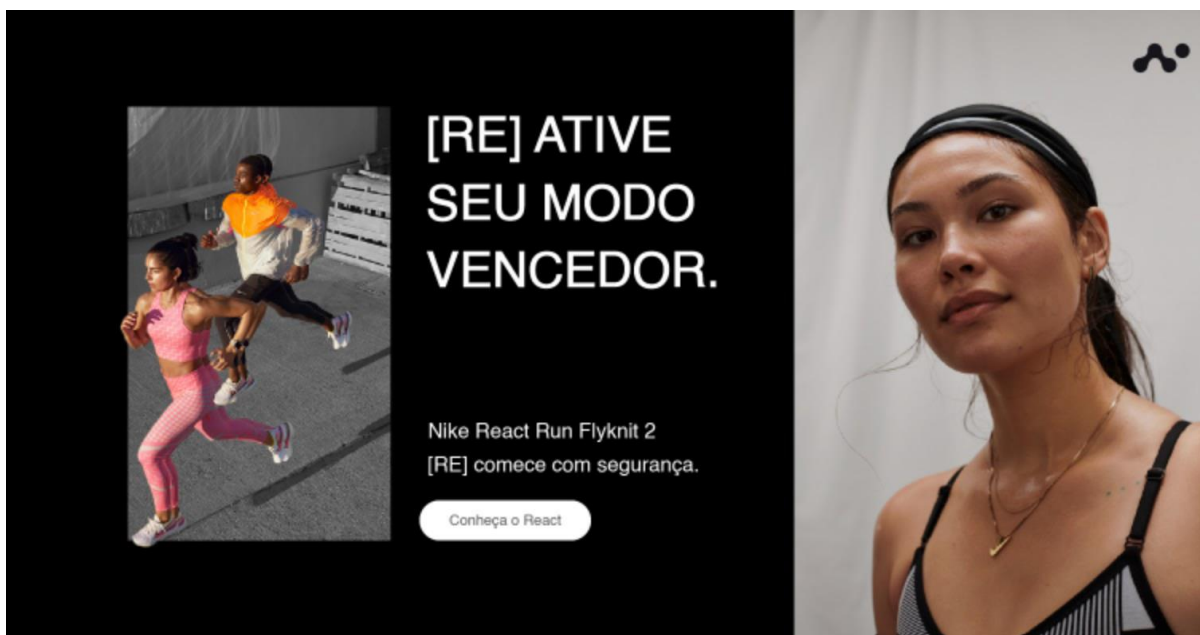 [RE] ATIVE
SEU MODO
VENCEDOR.
Nike React Run Flyknit 2
[RE] comece com segurança.
Conheça o React